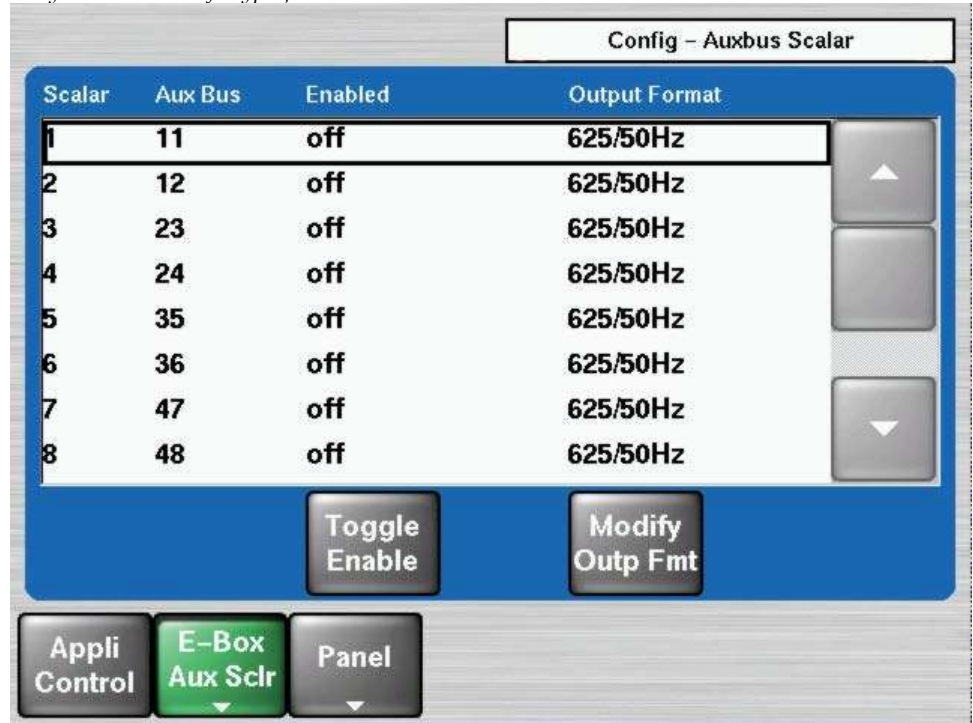 Config – Auxbus Scalar
Scalar Aux Bus Enabled Output Format
1 11 off 625/50Hz
2 12 off 625/50Hz
3 23 off 625/50Hz
4 24 off 625/50Hz
5 35 off 625/50Hz
6 36 off 625/50Hz
7 47 off 625/50Hz
8 48 off 625/50Hz
Toggle
Enable
Modify
Outp Fmt
Appli
Control
E–Box
Aux Sclr
Panel